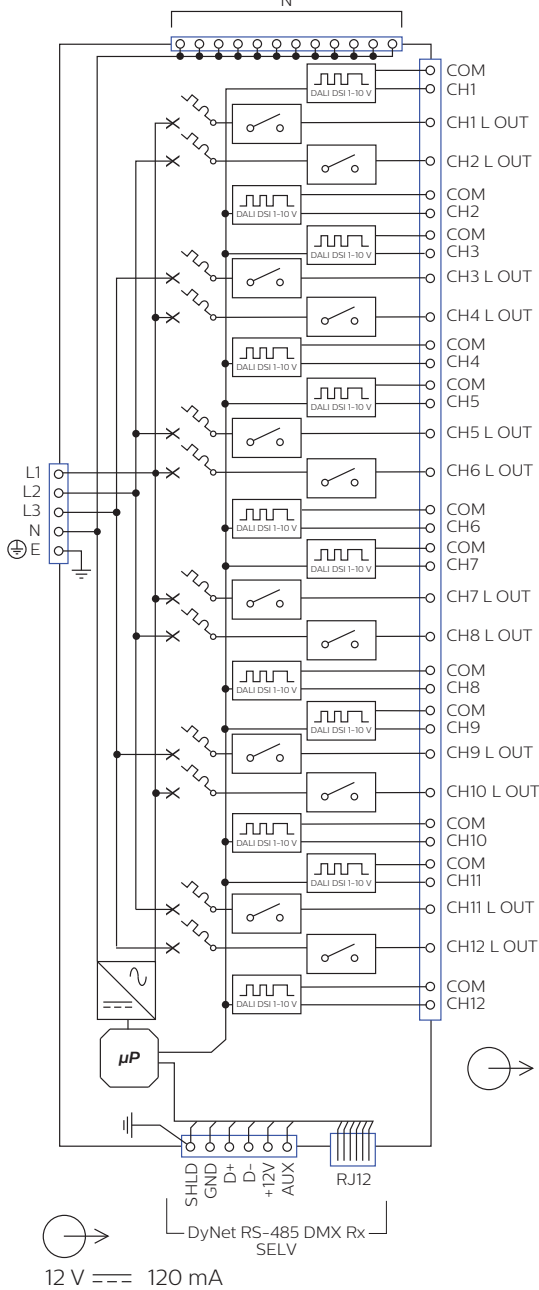 N
COM
DALI DSI 1-10 V
CH1
CH1 L OUT
CH2 L OUT
COM
DALI DSI 1-10 V
CH2
COM
DALI DSI 1-10 V
CH3
CH3 L OUT
CH4 L OUT
COM
DALI DSI 1-10 V
CH4
COM
DALI DSI 1-10 V
CH5
CH5 L OUT
L1
CH6 L OUT
L2
L3
COM
DALI DSI 1-10 V
N
CH6
E
COM
DALI DSI 1-10 V
CH7
CH7 L OUT
CH8 L OUT
COM
DALI DSI 1-10 V
CH8
COM
DALI DSI 1-10 V
CH9
CH9 L OUT
CH10 L OUT
COM
DALI DSI 1-10 V
CH10
COM
DALI DSI 1-10 V
CH11
CH11 L OUT
CH12 L OUT
COM
DALI DSI 1-10 V
CH12
µP
SHLD
GND
D+
D-
+12V
AUX
RJ12
DyNet RS-485 DMX Rx
SELV
12 V 120 mA